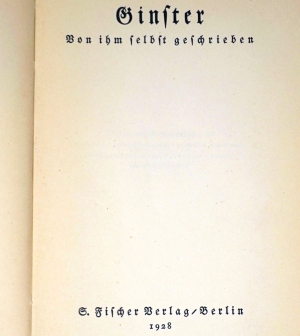 Ginster
Von ihm selbst geschrieben
S. Fischer Verlag/Berlin
1928